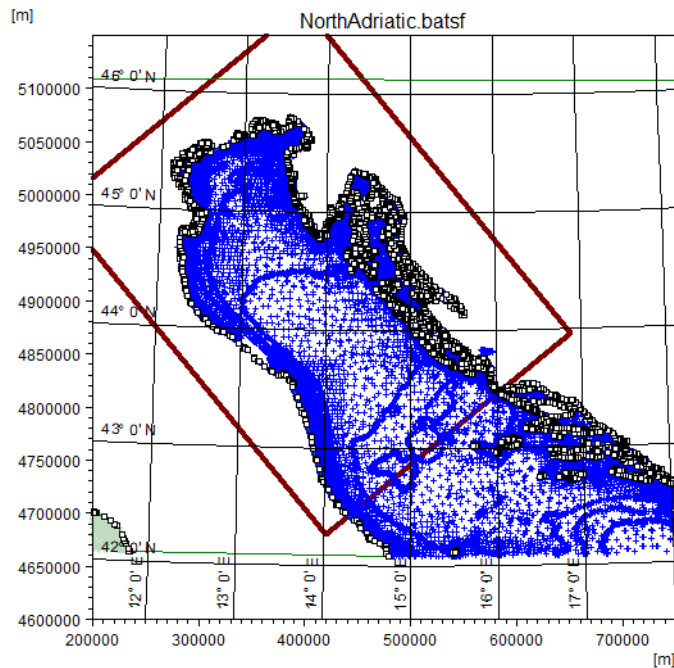 [m]
NorthAdriatic.batsf
46° 0' N
5100000
5050000
5000000
45° 0' N
4950000
4900000
44° 0' N
4850000
4800000
43° 0' N
4750000
4700000
42° 0' N
4650000
4600000
12° 0' E
13° 0' E
14° 0' E
15° 0' E
16° 0' E
17° 0' E
200000 300000 400000 500000 600000 700000
[m]